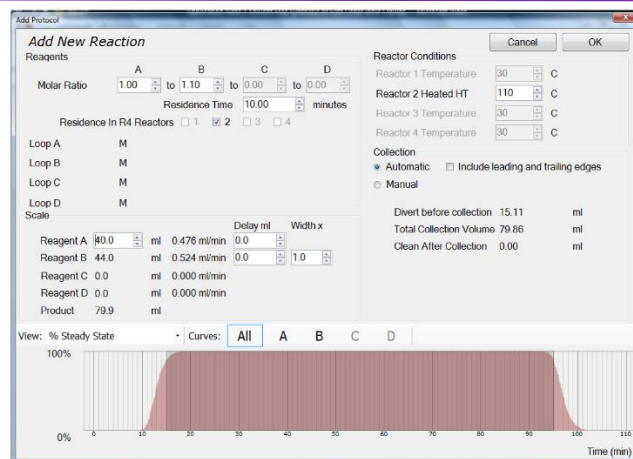 Add Protocol
Add New Reaction
Cancel OK
Reagents
A B C D
Molar Ratio 1.00 to 1.10 to 0.00 to 0.00
Residence Time 10.00 minutes
Residence In R4 Reactors 1 2 3 4
Loop A M
Loop B M
Loop C M
Loop D M
Reactor Conditions
Reactor 1 Temperature 30 C
Reactor 2 Heated HT 110 C
Reactor 3 Temperature 30 C
Reactor 4 Temperature 30 C
Collection
Automatic Include leading and trailing edges
Manual
Divert before collection 15.11 ml
Total Collection Volume 79.86 ml
Clean After Collection 0.00 ml
Scale
Delay ml Width x
Reagent A 40.0 ml 0.476 ml/min 0.0
Reagent B 44.0 ml 0.524 ml/min 0.0 1.0
Reagent C 0.0 ml 0.000 ml/min
Reagent D 0.0 ml 0.000 ml/min
Product 79.9 ml
View: % Steady State Curves: All A B C D
100%
0%
0 10 20 30 40 50 60 70 80 90 100 110
Time (min)